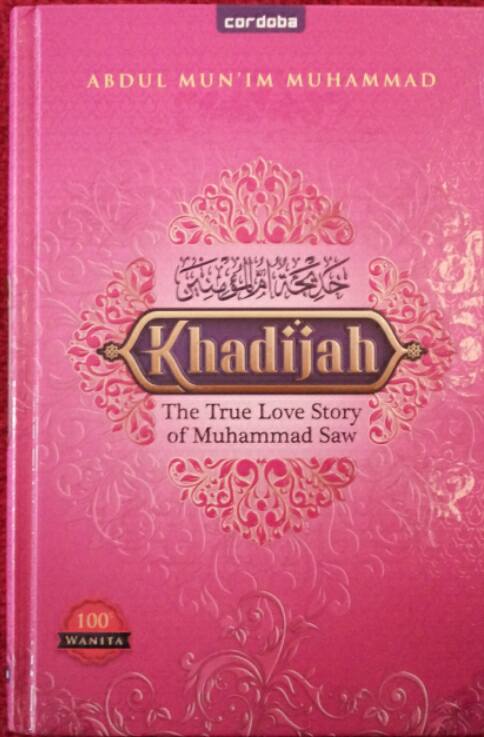 cordoba
ABDUL MUN'IM MUHAMMAD
خديجة أم المؤمنين
Khadijah
The True Love Story
of Muhammad Saw
100
WANITA